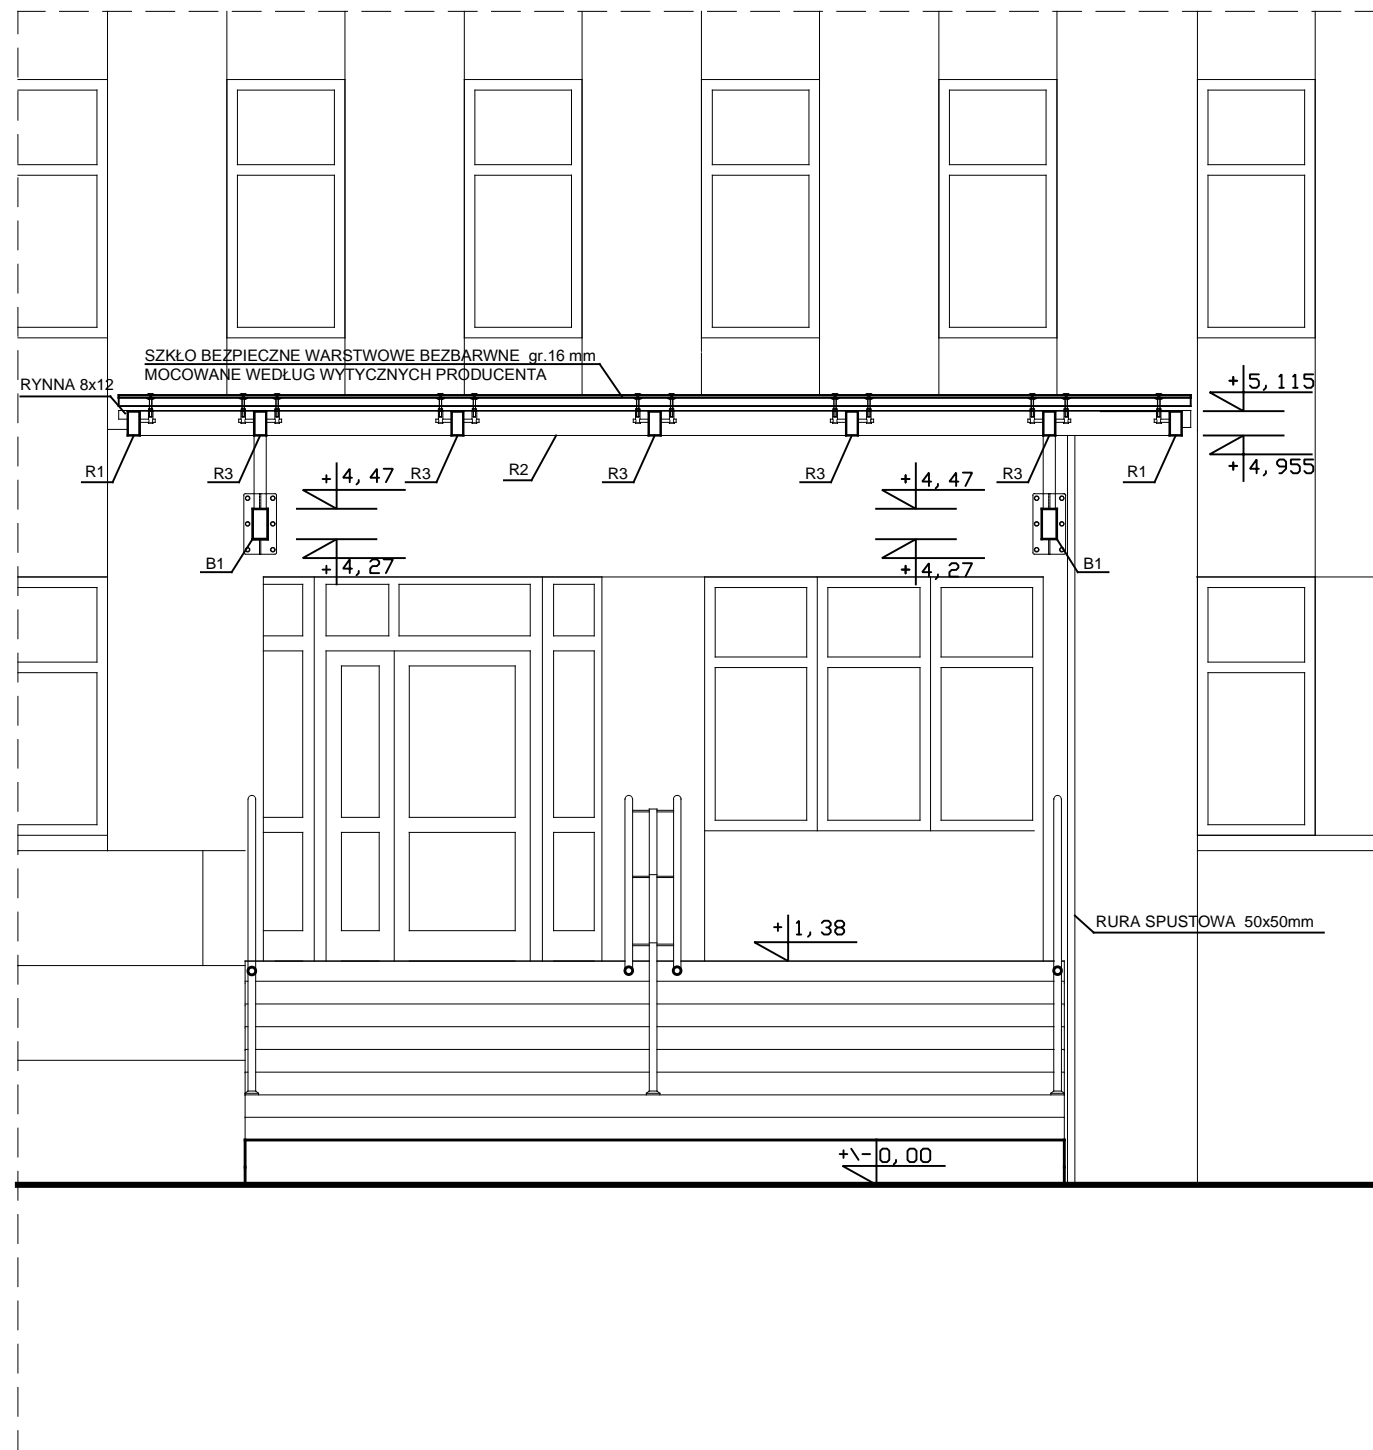 SZKŁO BEZPIECZNE WARSTWOWE BEZBARWNE gr.16 mm
MOCOWANE WEDŁUG WYTYCZNYCH PRODUCENTA
RYNNA 8x12
+5,115
R1
R3
R3
R2
R3
R3
R3
R1
+4,955
+4,47
+4,47
B1
+4,27
+4,27
B1
+1,38
RURA SPUSTOWA 50x50mm
+\-0,00